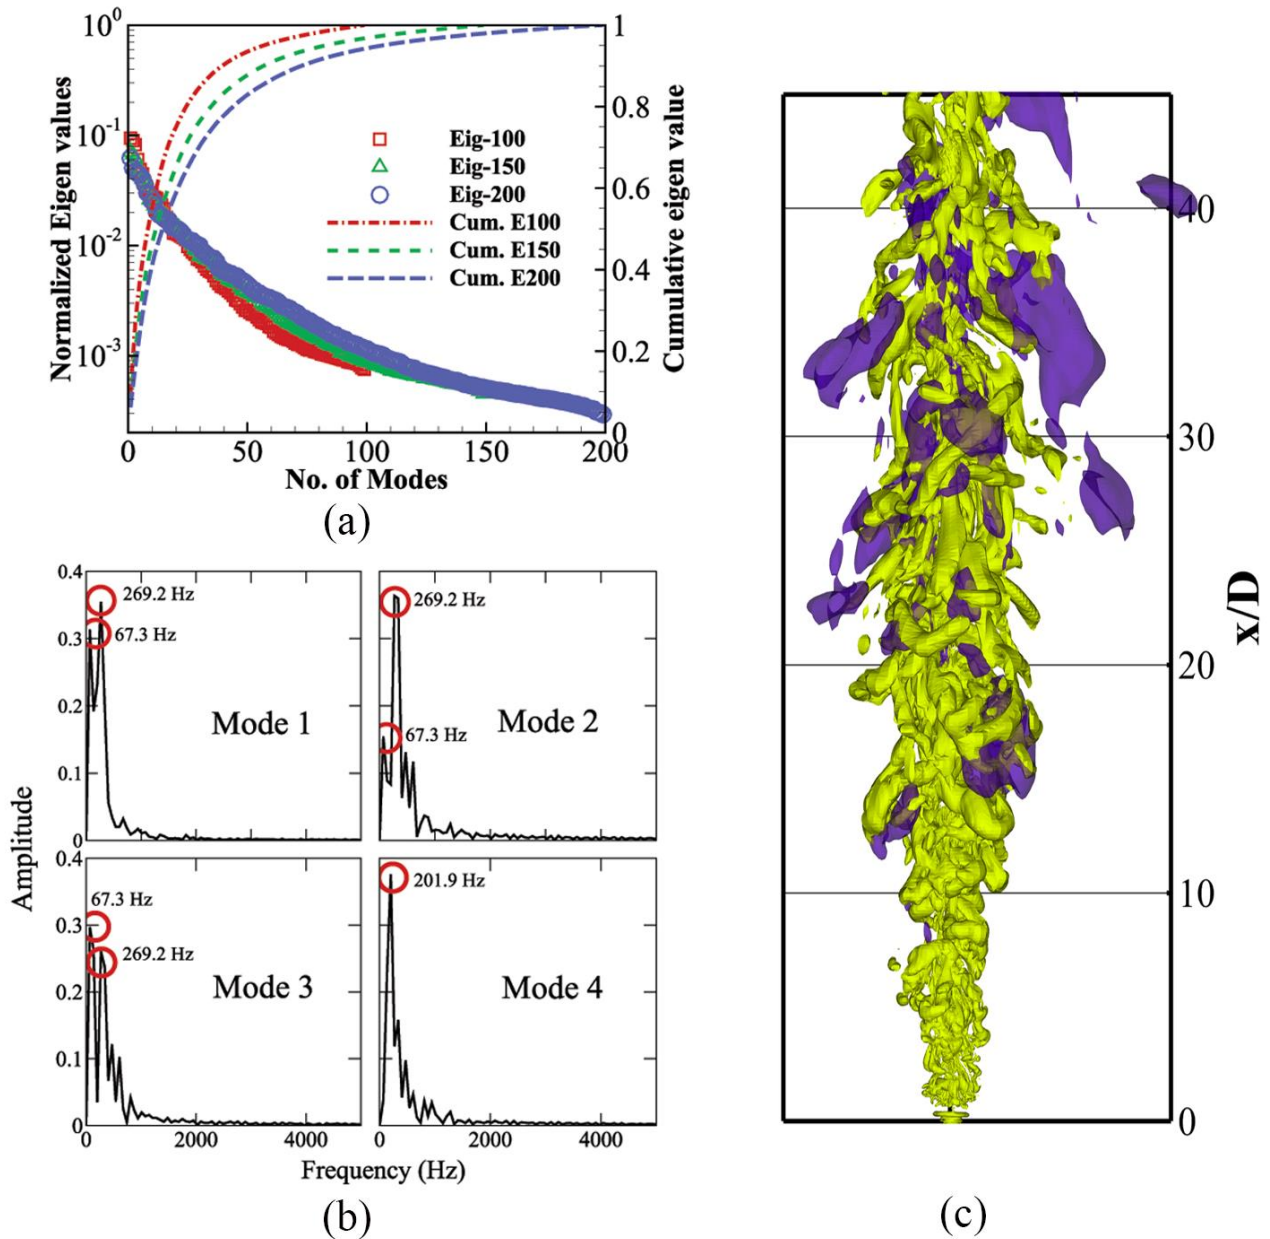 10^0
10^-1
10^-2
10^-3
Normalized Eigen values
1
0.8
0.6
0.4
0.2
0
Cumulative eigen value
Eig-100
Eig-150
Eig-200
Cum. E100
Cum. E150
Cum. E200
0 50 100 150 200
No. of Modes
(a)
0.4
0.3
0.2
0.1
0
269.2 Hz
67.3 Hz
Mode 1
269.2 Hz
67.3 Hz
Mode 2
Amplitude
0.4
0.3
0.2
0.1
0
67.3 Hz
269.2 Hz
Mode 3
201.9 Hz
Mode 4
0 2000 4000 0 2000 4000
Frequency (Hz)
(b)
40
30
20
10
0
x/D
(c)